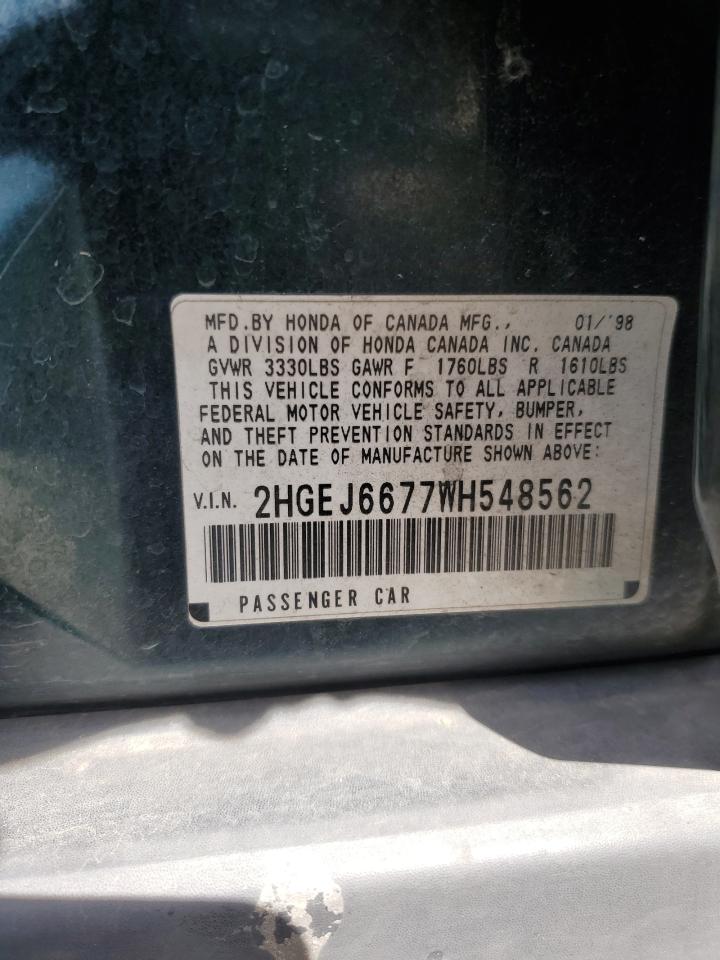 MFD.BY HONDA OF CANADA MFG., 01/'98
A DIVISION OF HONDA CANADA INC. CANADA
GVWR 3330LBS GAWR F 1760LBS R 1610LBS
THIS VEHICLE CONFORMS TO ALL APPLICABLE
FEDERAL MOTOR VEHICLE SAFETY, BUMPER,
AND THEFT PREVENTION STANDARDS IN EFFECT
ON THE DATE OF MANUFACTURE SHOWN ABOVE:
V.I.N. 2HGEJ6677WH548562
PASSENGER CAR